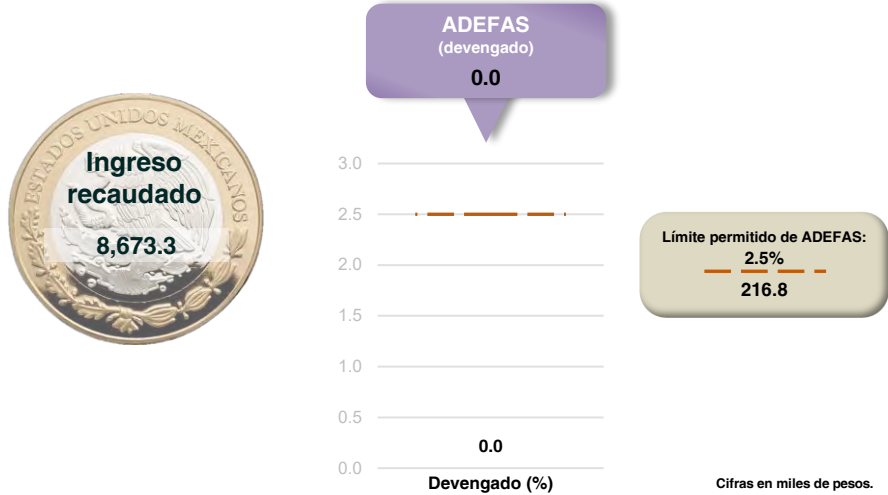 ADEFAS
(devengado)
0.0
ESTADOS UNIDOS MEXICANOS
Ingreso
recaudado
8,673.3
3.0
2.5
2.0
1.5
1.0
0.5
0.0
0.0
Devengado (%)
Límite permitido de ADEFAS:
2.5%
216.8
Cifras en miles de pesos.